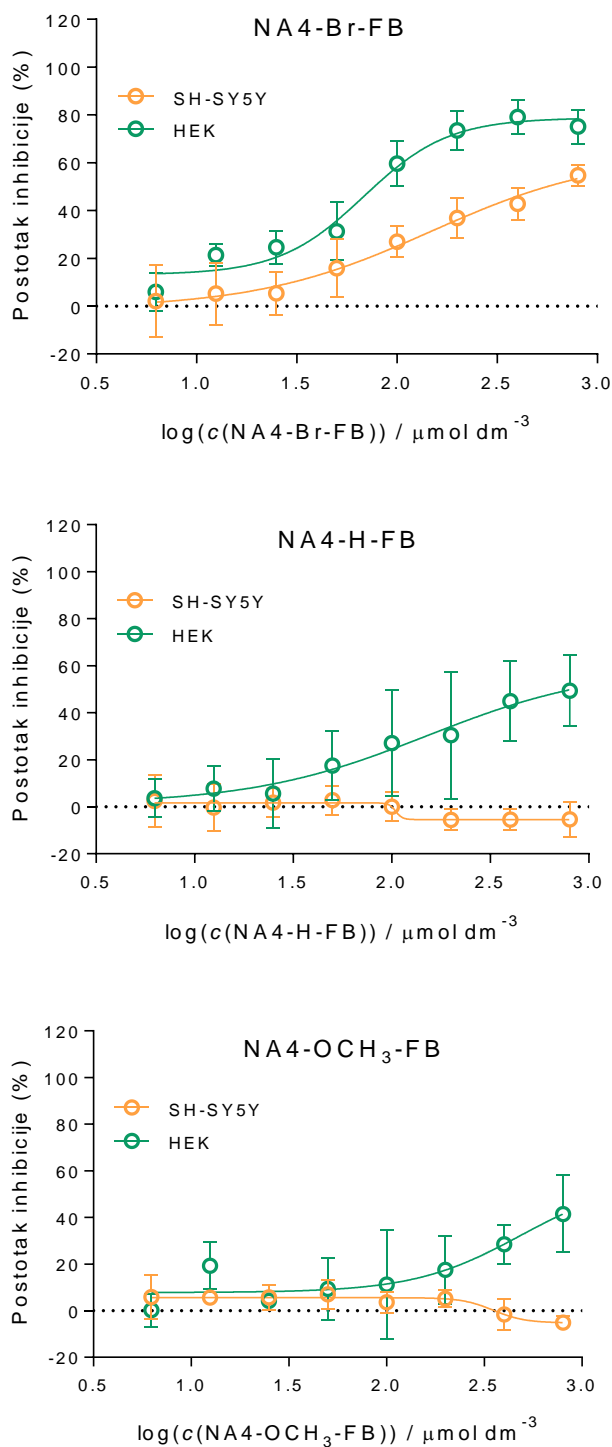 NA4-Br-FB
Postotak inhibicije (%)
120
100
80
60
40
20
0
-20
SH-SY5Y
HEK
0.5 1.0 1.5 2.0 2.5 3.0
log(c(NA4-Br-FB)) / μmol dm⁻³
NA4-H-FB
Postotak inhibicije (%)
120
100
80
60
40
20
0
-20
SH-SY5Y
HEK
0.5 1.0 1.5 2.0 2.5 3.0
log(c(NA4-H-FB)) / μmol dm⁻³
NA4-OCH₃-FB
Postotak inhibicije (%)
120
100
80
60
40
20
0
-20
SH-SY5Y
HEK
0.5 1.0 1.5 2.0 2.5 3.0
log(c(NA4-OCH₃-FB)) / μmol dm⁻³